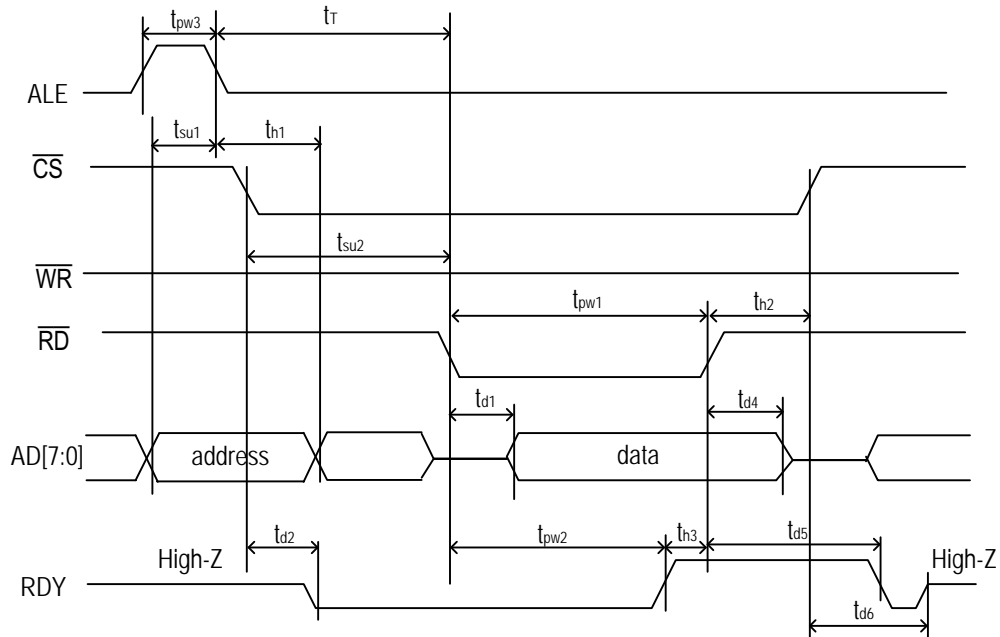 tpw3 tT
ALE
tsu1 th1
CS
tsu2
WR
tpw1 th2
RD
td1 td4
AD[7:0] address data
td2 tpw2 th3 td5
High-Z High-Z
RDY
td6